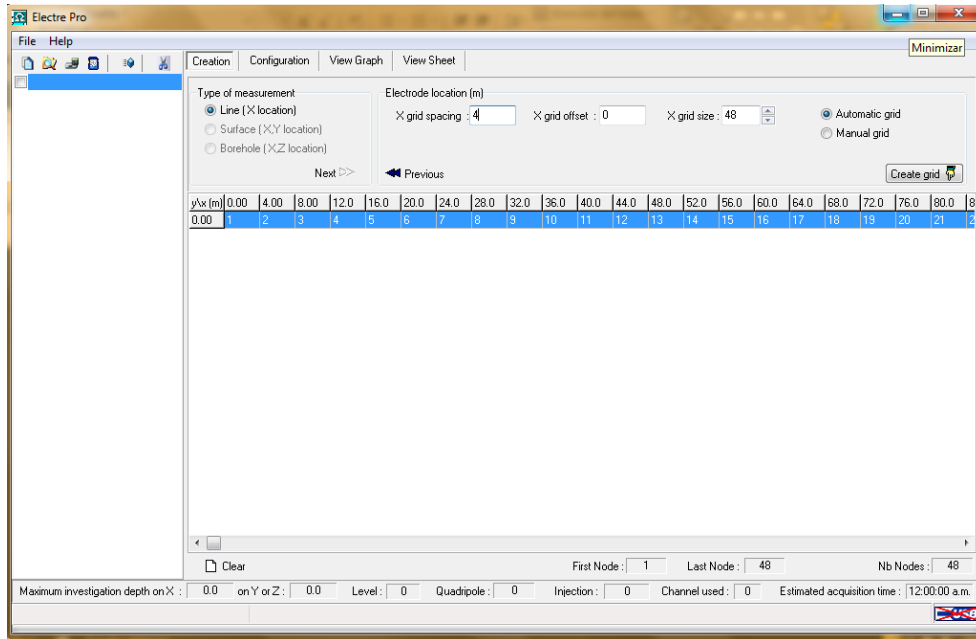 Electre Pro
File Help
Minimizar
Creation Configuration View Graph View Sheet
Type of measurement Electrode location (m)
Line (X location) X grid spacing : 4 X grid offset : 0 X grid size : 48 Automatic grid
Surface (X,Y location) Manual grid
Borehole (X,Z location)
Next Previous Create grid
y\x (m) 0.00 4.00 8.00 12.0 16.0 20.0 24.0 28.0 32.0 36.0 40.0 44.0 48.0 52.0 56.0 60.0 64.0 68.0 72.0 76.0 80.0 8
0.00 1 2 3 4 5 6 7 8 9 10 11 12 13 14 15 16 17 18 19 20 21 2
Clear First Node : 1 Last Node : 48 Nb Nodes : 48
Maximum investigation depth on X : 0.0 on Y or Z : 0.0 Level : 0 Quadripole : 0 Injection : 0 Channel used : 0 Estimated acquisition time : 12:00:00 a.m.
USB